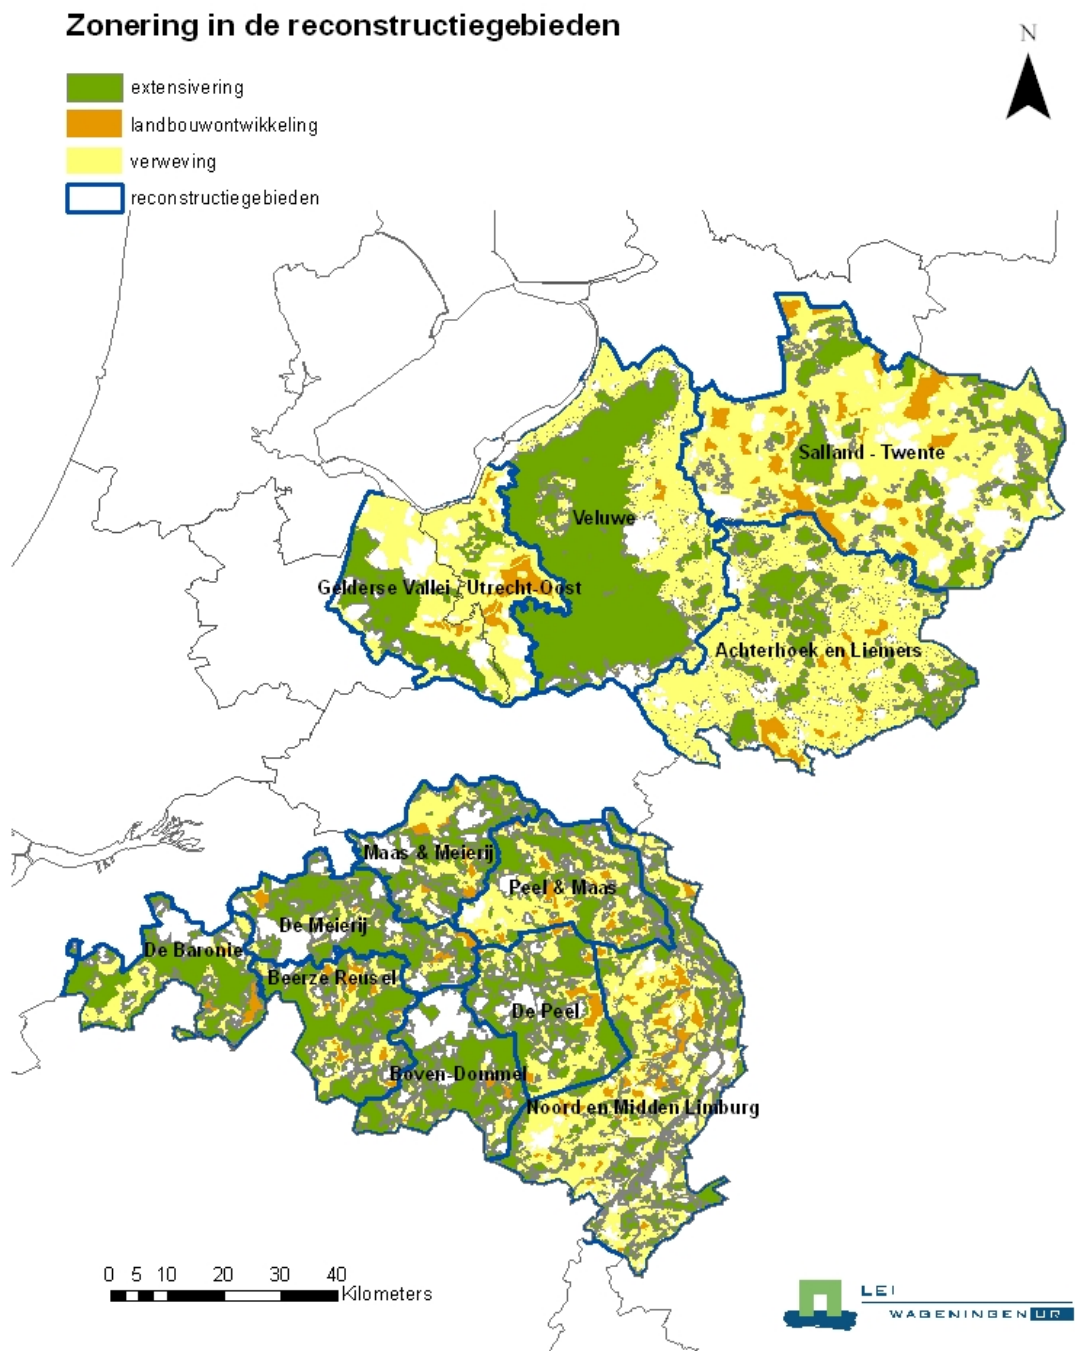 Zonering in de reconstructiegebieden
N
extensivering
landbouwontwikkeling
verweving
reconstructiegebieden
Salland - Twente
Veluwe
Gelderse Vallei / Utrecht-Oost
Achterhoek en Liemers
Maas & Meierij
Peel & Maas
De Meierij
De Baronie
Beerze Reusel
De Peel
Boven-Dommel
Noord en Midden Limburg
0 5 10 20 30 40
Kilometers
LEI
WAGENINGEN UR